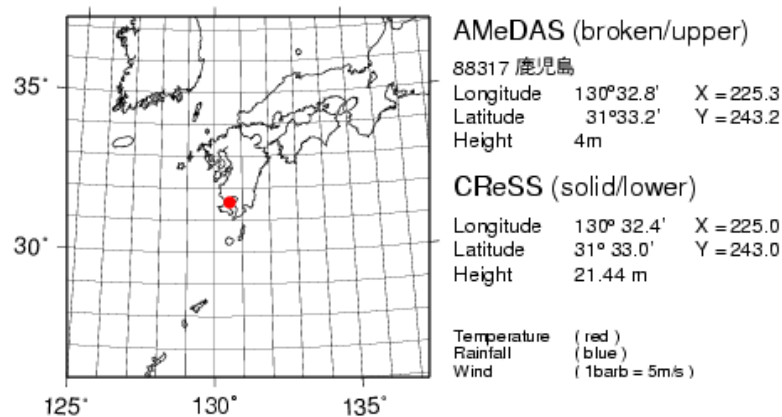 35°
30°
125°
130°
135°
AMeDAS (broken/upper)
88317 鹿児島
Longitude 130°32.8' X = 225.3
Latitude 31°33.2' Y = 243.2
Height 4m
CReSS (solid/lower)
Longitude 130° 32.4' X = 225.0
Latitude 31° 33.0' Y = 243.0
Height 21.44 m
Temperature ( red )
Rainfall ( blue )
Wind ( 1barb = 5m/s )